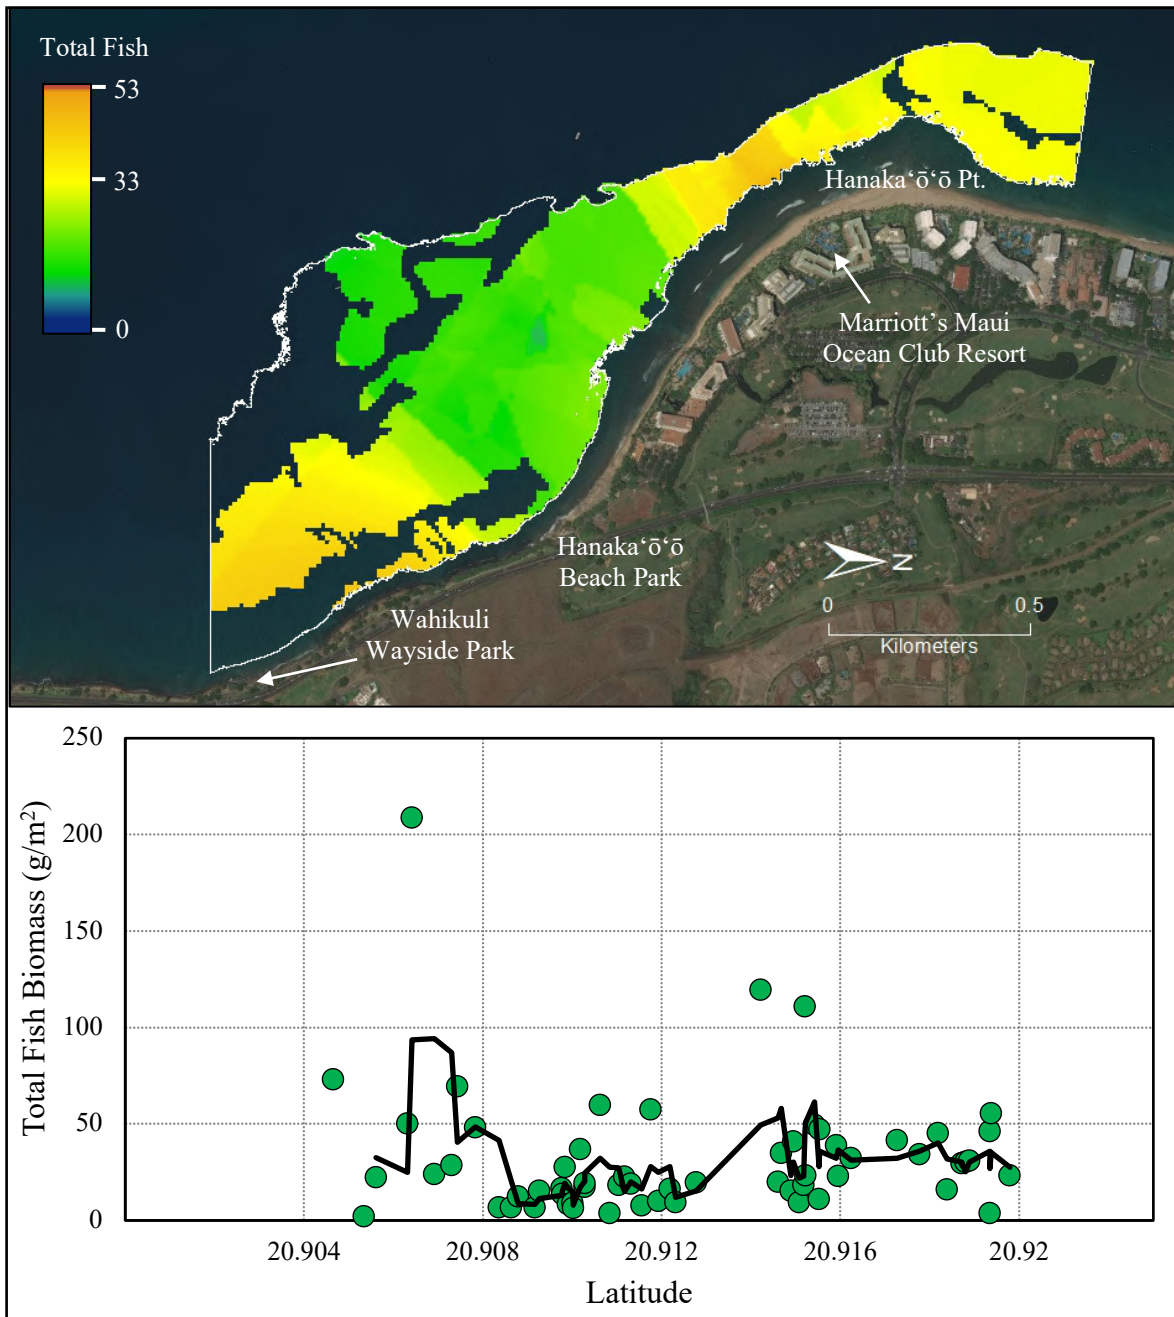 Total Fish
53
33
0
Hanaka‘ō‘ō Pt.
Marriott’s Maui
Ocean Club Resort
Hanaka‘ō‘ō
Beach Park
Wahikuli
Wayside Park
N
0 0.5
Kilometers
250
200
150
100
50
0
Total Fish Biomass (g/m²)
20.904 20.908 20.912 20.916 20.92
Latitude